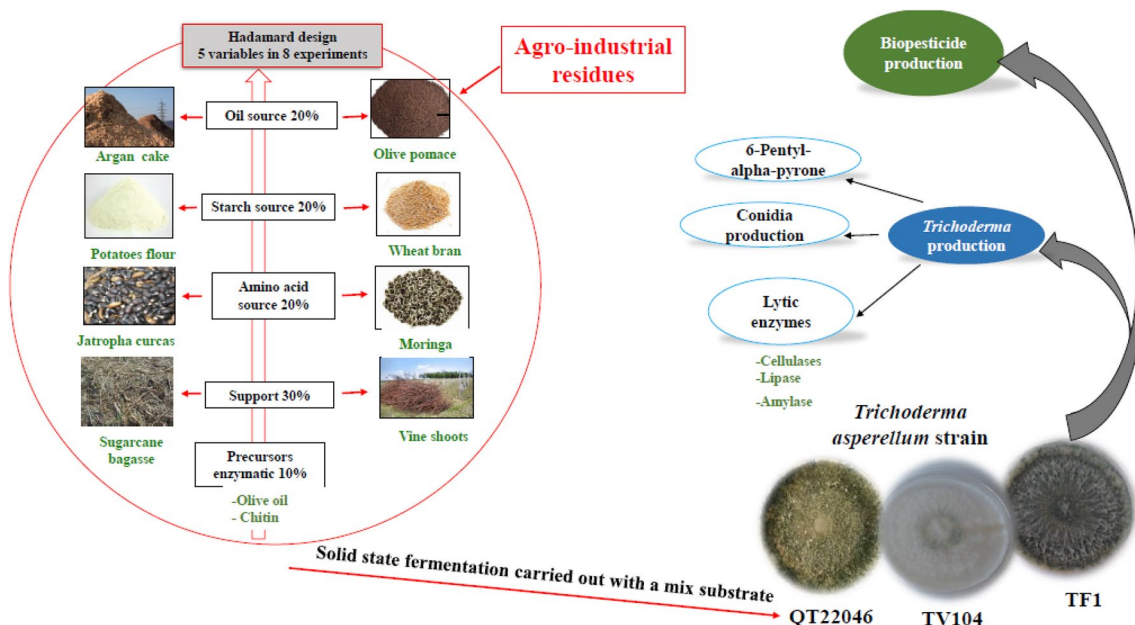 Hadamard design
5 variables in 8 experiments
Agro-industrial
residues
Oil source 20%
Argan cake
Olive pomace
Starch source 20%
Potatoes flour
Wheat bran
Amino acid
source 20%
Jatropha curcas
Moringa
Support 30%
Sugarcane
bagasse
Vine shoots
Precursors
enzymatic 10%
-Olive oil
- Chitin
Solid state fermentation carried out with a mix substrate
Biopesticide
production
6-Pentyl-
alpha-pyrone
Conidia
production
Trichoderma
production
Lytic
enzymes
-Cellulases
-Lipase
-Amylase
Trichoderma
asperellum strain
QT22046
TV104
TF1